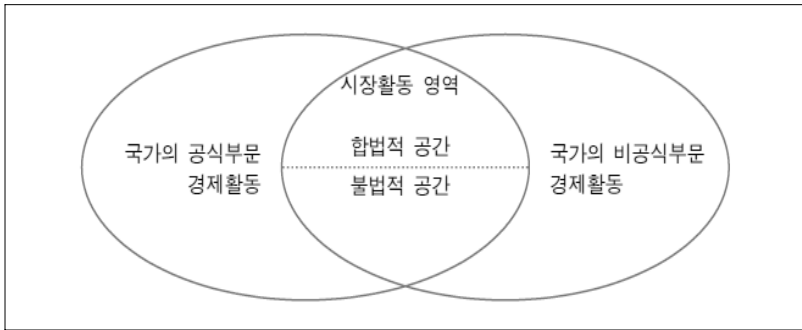 시장활동 영역
국가의 공식부문
경제활동
합법적 공간
불법적 공간
국가의 비공식부문
경제활동